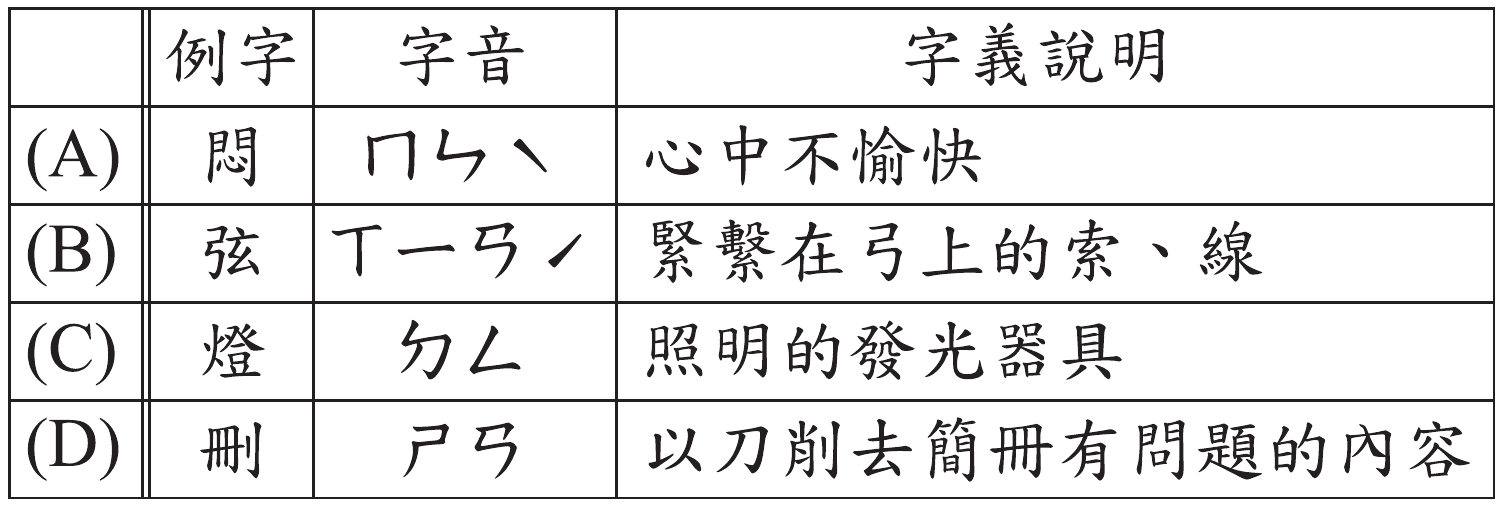 例字 字音 字義說明
(A) 悶 ㄇㄣˋ 心中不愉快
(B) 弦 ㄒㄧㄢˊ 緊繫在弓上的索、線
(C) 燈 ㄉㄥ 照明的發光器具
(D) 刪 ㄕㄢ 以刀削去簡冊有問題的內容